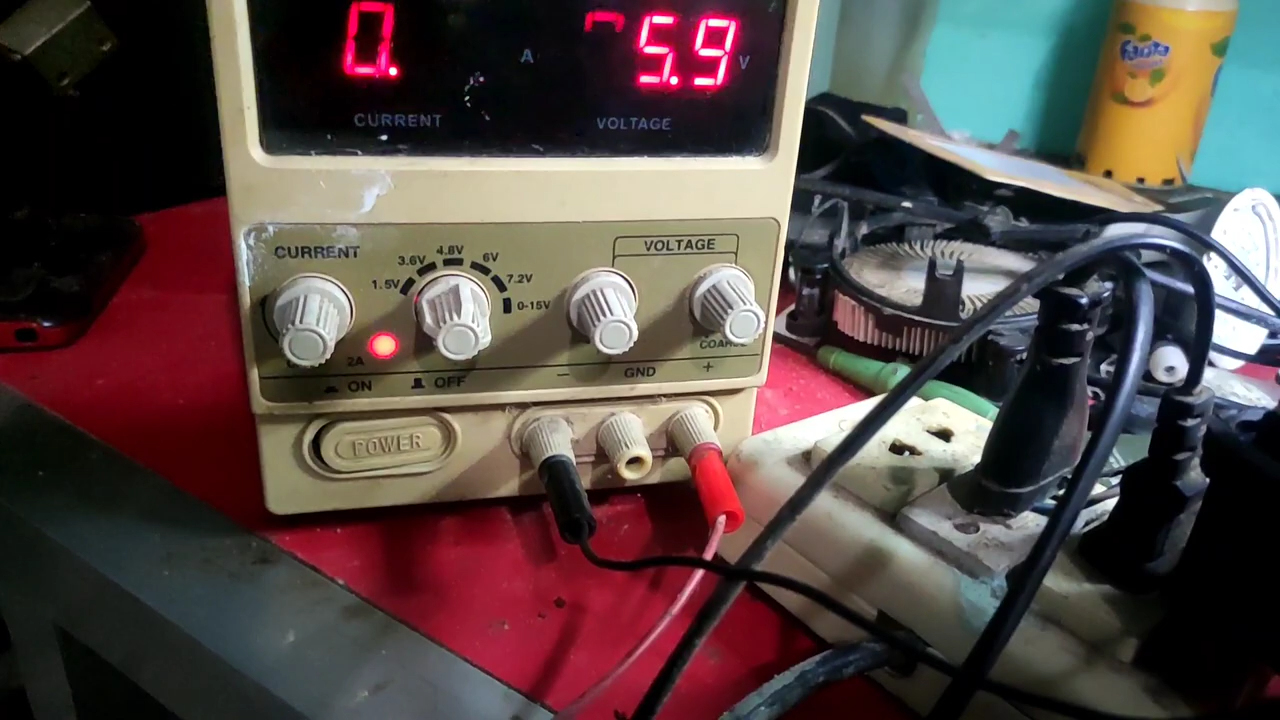 0.
A
5.9
V
CURRENT
VOLTAGE
Fanta
CURRENT
1.5V
3.6V
4.8V
6V
7.2V
0-15V
VOLTAGE
2A
ON
OFF
−
GND
+
POWER